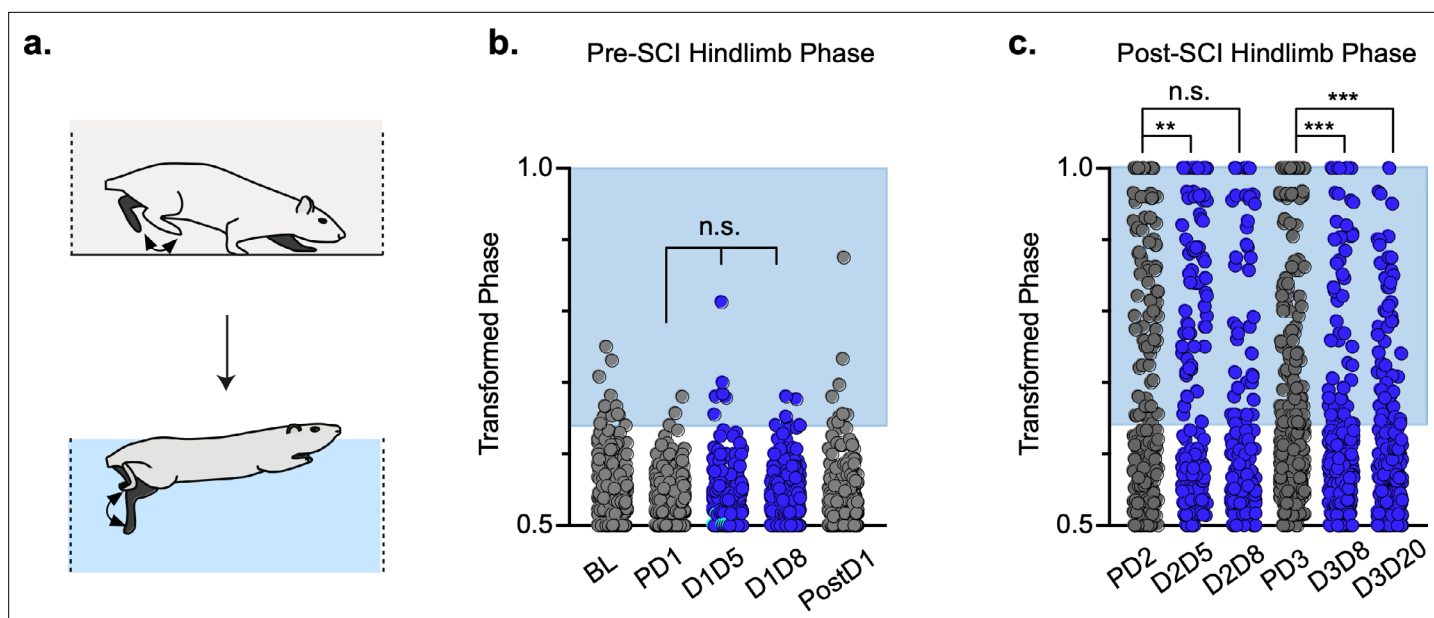 a.
b.
Pre-SCI Hindlimb Phase
Transformed Phase
1.0
0.5
n.s.
BL
PD1
D1D5
D1D8
PostD1
c.
Post-SCI Hindlimb Phase
n.s.
**
***
***
Transformed Phase
1.0
0.5
PD2
D2D5
D2D8
PD3
D3D8
D3D20